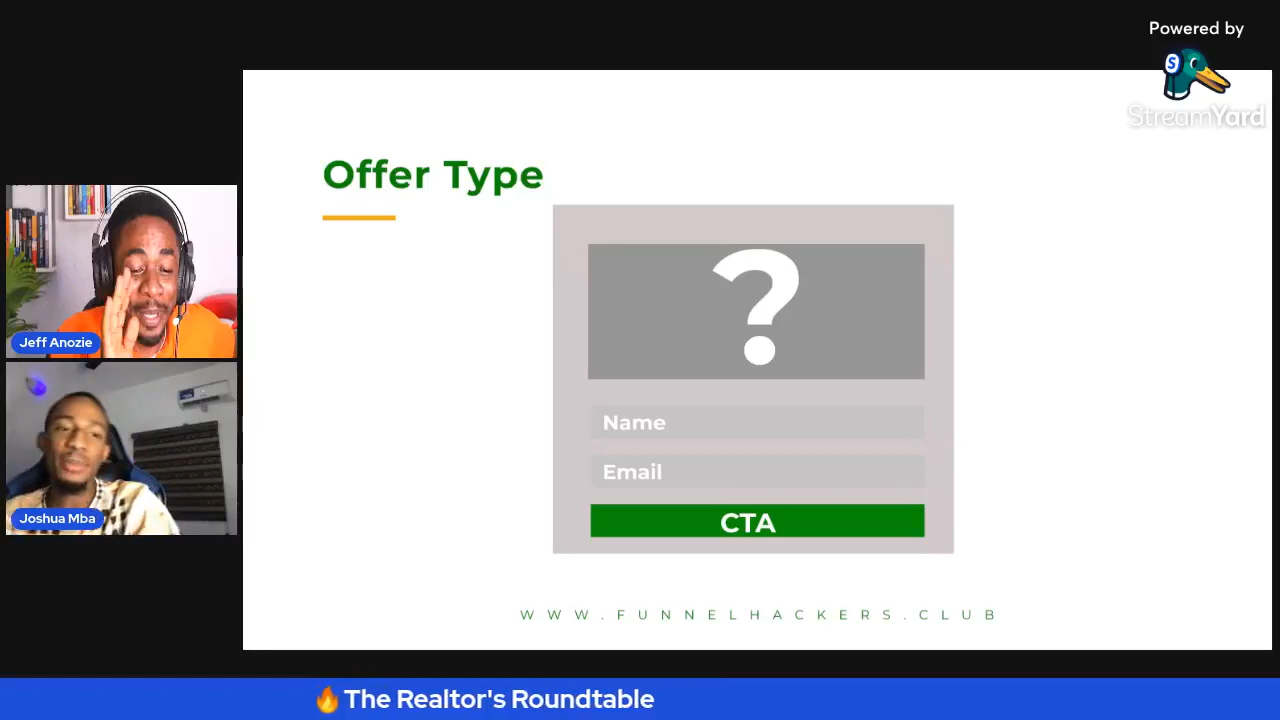 Powered by
S
StreamYard
Offer Type
?
Name
Email
CTA
WWW.FUNNELHACKERS.CLUB
Jeff Anozie
Joshua Mba
🔥The Realtor's Roundtable